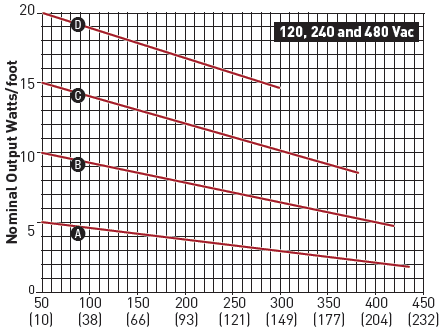 Nominal Output Watts/foot
120, 240 and 480 Vac
20
15
10
5
0
D
C
B
A
50 100 150 200 250 300 350 400 450
(10) (38) (66) (93) (121) (149) (177) (204) (232)